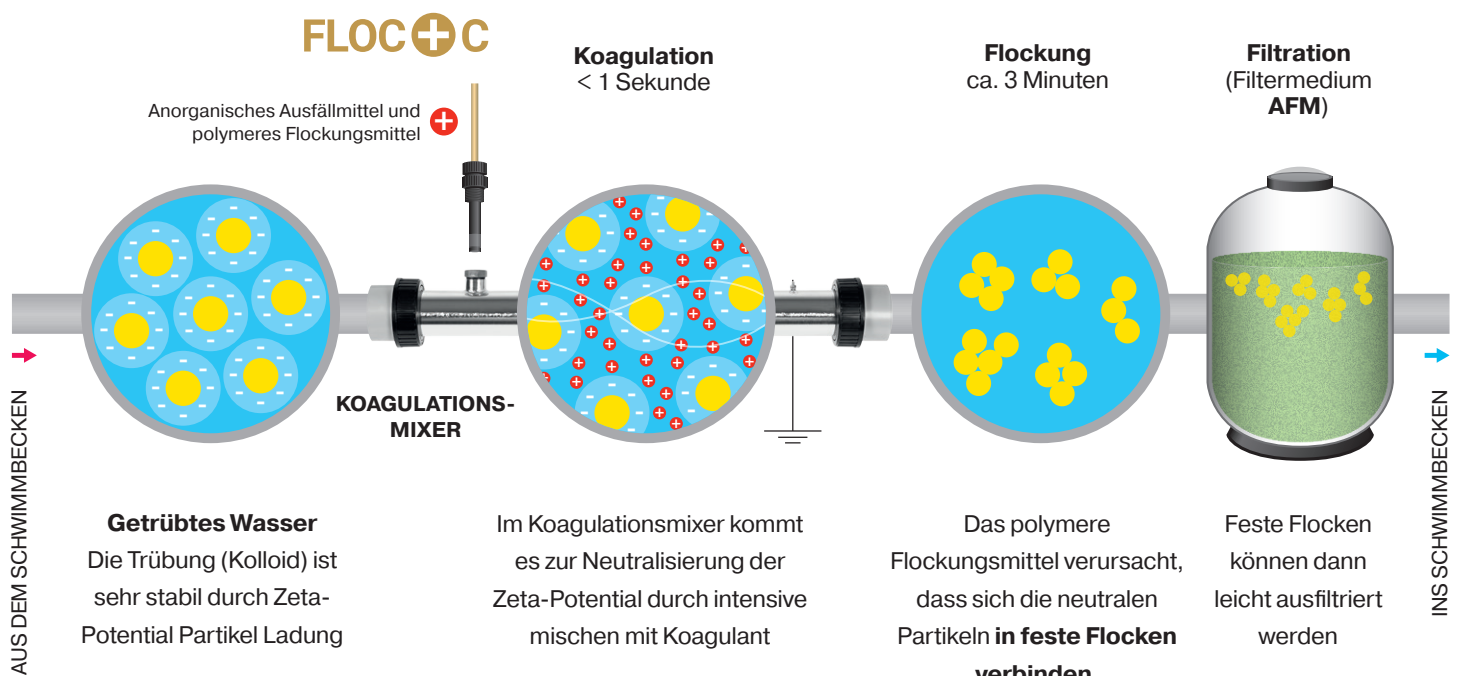 FLOC+C
Anorganisches Ausfällmittel und
polymeres Flockungsmittel
Koagulation
< 1 Sekunde
Flockung
ca. 3 Minuten
Filtration
(Filtermedium
AFM)
AUS DEM SCHWIMMBECKEN
KOAGULATIONS-
MIXER
INS SCHWIMMBECKEN
Getrübtes Wasser
Die Trübung (Kolloid) ist
sehr stabil durch Zeta-
Potential Partikel Ladung
Im Koagulationsmixer kommt
es zur Neutralisierung der
Zeta-Potential durch intensive
mischen mit Koagulant
Das polymere
Flockungsmittel verursacht,
dass sich die neutralen
Partikeln in feste Flocken
verbinden
Feste Flocken
können dann
leicht ausfiltriert
werden